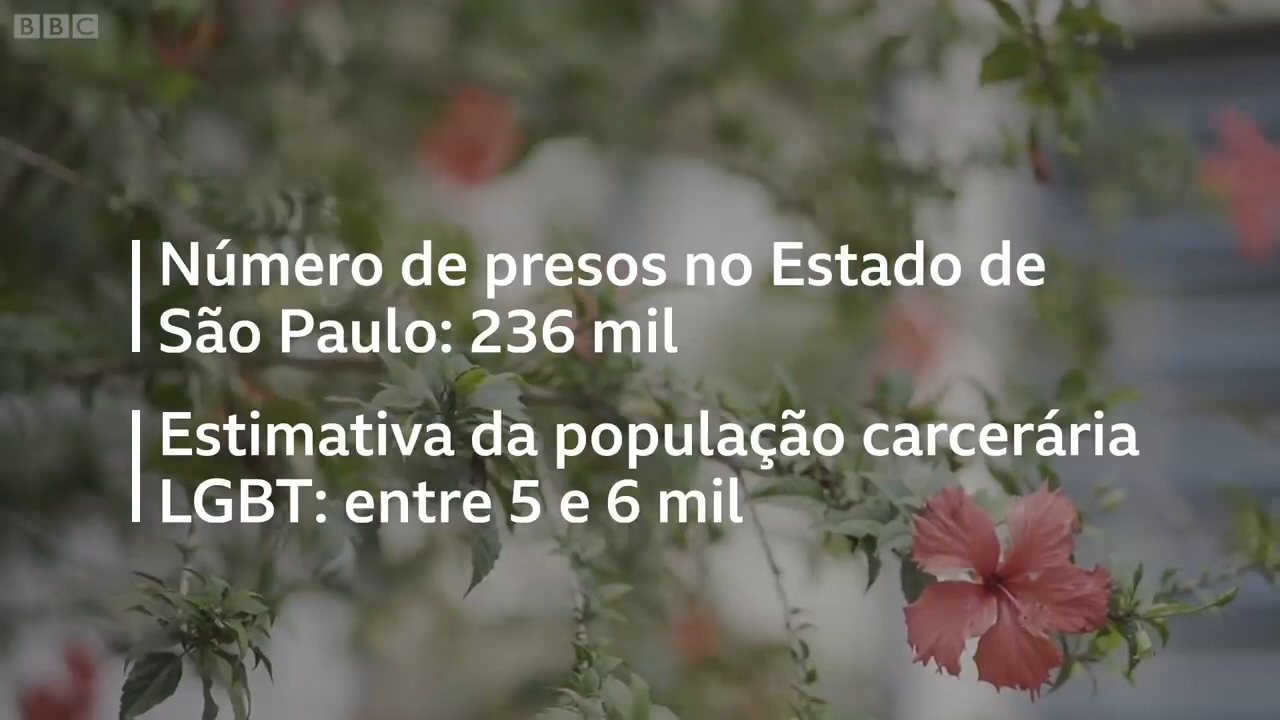 BBC
Número de presos no Estado de
São Paulo: 236 mil
Estimativa da população carcerária
LGBT: entre 5 e 6 mil